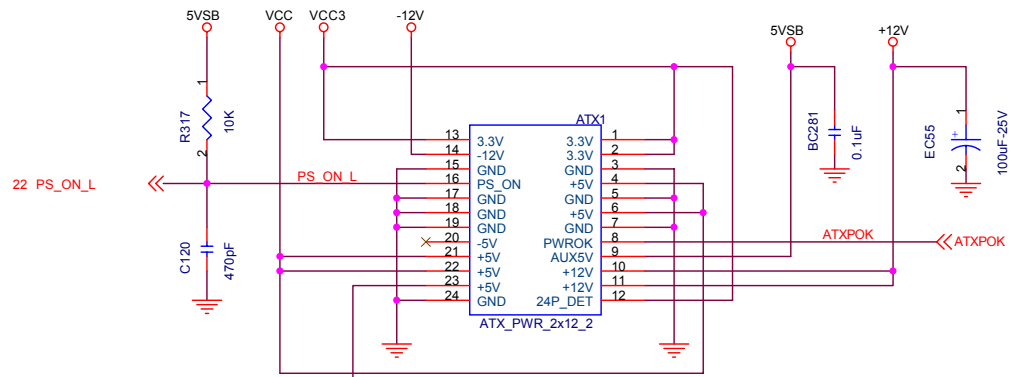 5VSB VCC VCC3 -12V 5VSB +12V
1 R317 10K 2
22 PS_ON_L PS_ON_L
C120 470pF
ATX1
13 3.3V 3.3V 1
14 -12V 3.3V 2
15 GND GND 3
16 PS_ON +5V 4
17 GND GND 5
18 GND +5V 6
19 GND GND 7
20 -5V PWROK 8
21 +5V AUX5V 9
22 +5V +12V 10
23 +5V +12V 11
24 GND 24P_DET 12
ATX_PWR_2x12_2
BC281 0.1uF
1 + EC55 100uF-25V 2
ATXPOK ATXPOK